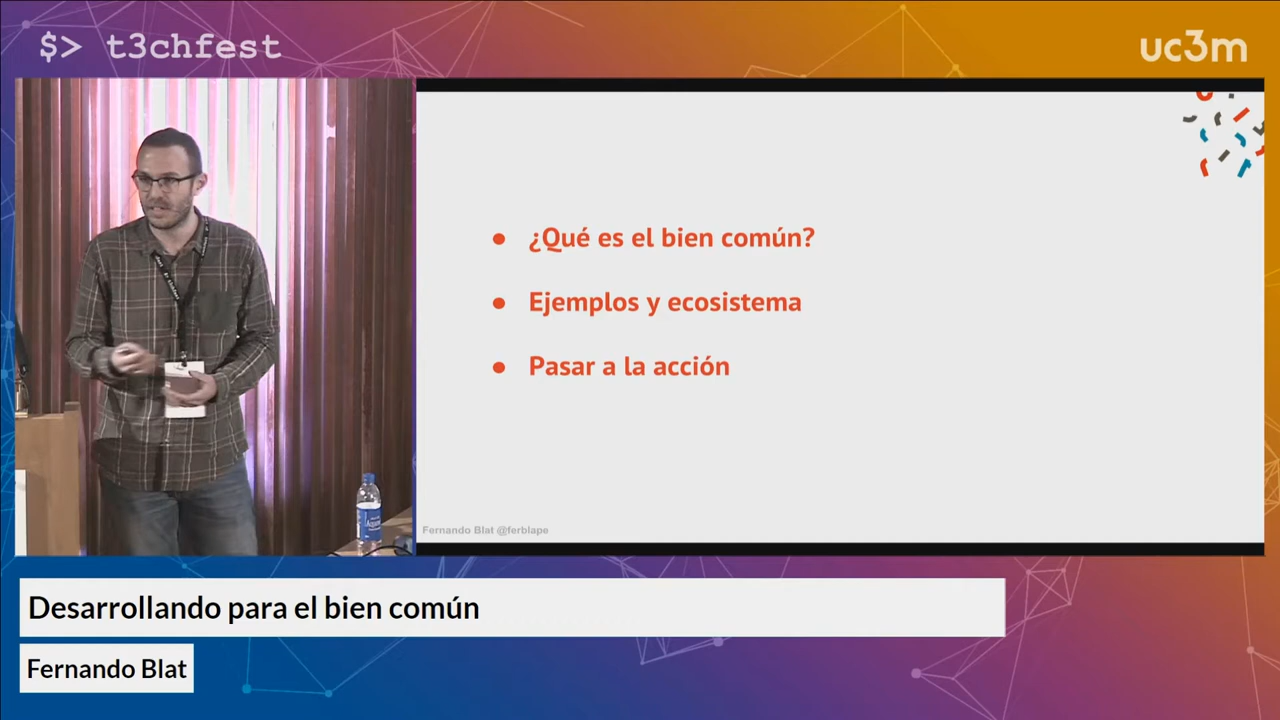 $> t3chfest
uc3m
¿Qué es el bien común?
Ejemplos y ecosistema
Pasar a la acción
Fernando Blat @ferblape
Desarrollando para el bien común
Fernando Blat